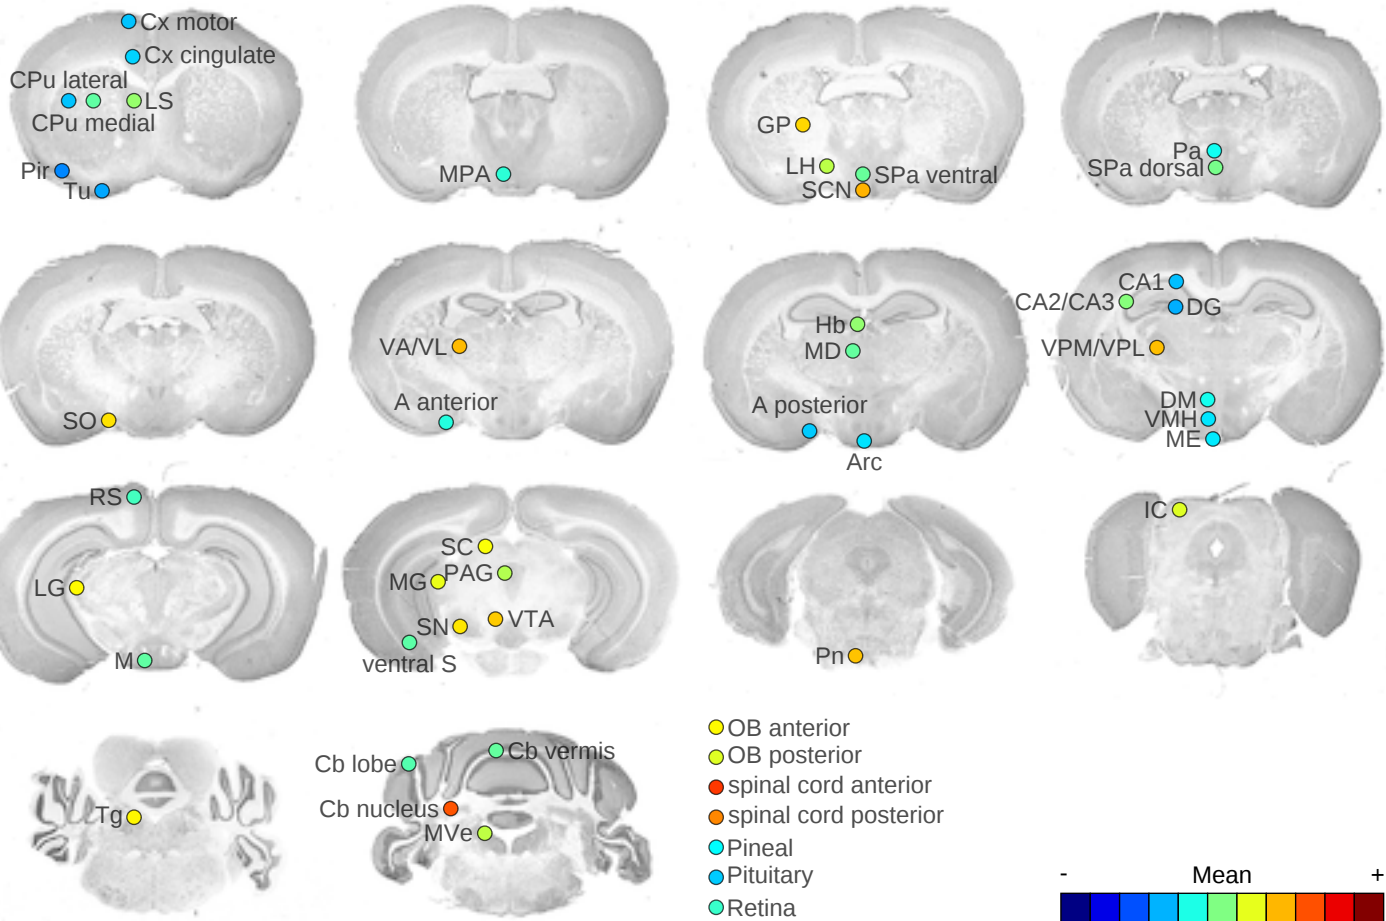 Cx motor
Cx cingulate
CPu lateral
LS
CPu medial
Pir
Tu
MPA
GP
LH
SPa ventral
SCN
Pa
SPa dorsal
SO
VA/VL
A anterior
Hb
MD
A posterior
Arc
CA1
CA2/CA3
DG
VPM/VPL
DM
VMH
ME
RS
LG
M
SC
MG
PAG
SN
VTA
ventral S
Pn
IC
Tg
Cb lobe
Cb vermis
Cb nucleus
MVe
OB anterior
OB posterior
spinal cord anterior
spinal cord posterior
Pineal
Pituitary
Retina
- Mean +